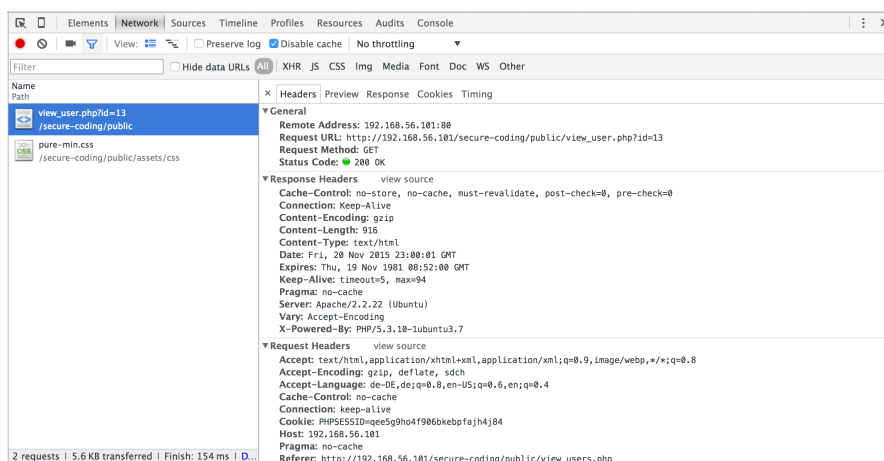 Elements Network Sources Timeline Profiles Resources Audits Console
View: Preserve log Disable cache No throttling
Filter Hide data URLs All XHR JS CSS Img Media Font Doc WS Other
Name
Path
view_user.php?id=13
/secure-coding/public
pure-min.css
/secure-coding/public/assets/css
2 requests | 5.6 KB transferred | Finish: 154 ms | D...
× Headers Preview Response Cookies Timing
▼General
Remote Address: 192.168.56.101:80
Request URL: http://192.168.56.101/secure-coding/public/view_user.php?id=13
Request Method: GET
Status Code: 200 OK
▼Response Headers view source
Cache-Control: no-store, no-cache, must-revalidate, post-check=0, pre-check=0
Connection: Keep-Alive
Content-Encoding: gzip
Content-Length: 916
Content-Type: text/html
Date: Fri, 20 Nov 2015 23:00:01 GMT
Expires: Thu, 19 Nov 1981 08:52:00 GMT
Keep-Alive: timeout=5, max=94
Pragma: no-cache
Server: Apache/2.2.22 (Ubuntu)
Vary: Accept-Encoding
X-Powered-By: PHP/5.3.10-1ubuntu3.7
▼Request Headers view source
Accept: text/html,application/xhtml+xml,application/xml;q=0.9,image/webp,*/*;q=0.8
Accept-Encoding: gzip, deflate, sdch
Accept-Language: de-DE,de;q=0.8,en-US;q=0.6,en;q=0.4
Cache-Control: no-cache
Connection: keep-alive
Cookie: PHPSESSID=qee5g9ho4f906bkebpfajh4j84
Host: 192.168.56.101
Pragma: no-cache
Referer: http://192.168.56.101/secure-coding/public/view_users.php